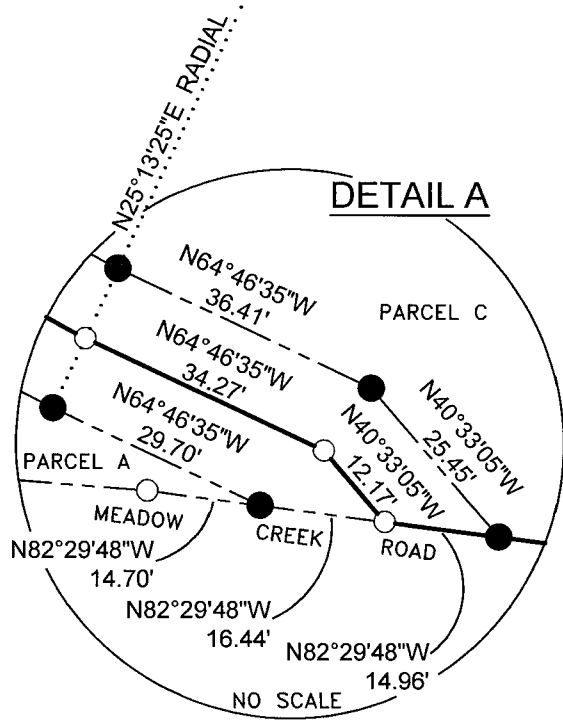 N25°13'25"E RADIAL
DETAIL A
N64°46'35"W
36.41'
PARCEL C
N64°46'35"W
34.27'
N64°46'35"W
29.70'
N40°33'05"W
25.45'
N40°33'05"W
12.17'
PARCEL A
MEADOW CREEK ROAD
N82°29'48"W
14.70'
N82°29'48"W
16.44'
N82°29'48"W
14.96'
NO SCALE